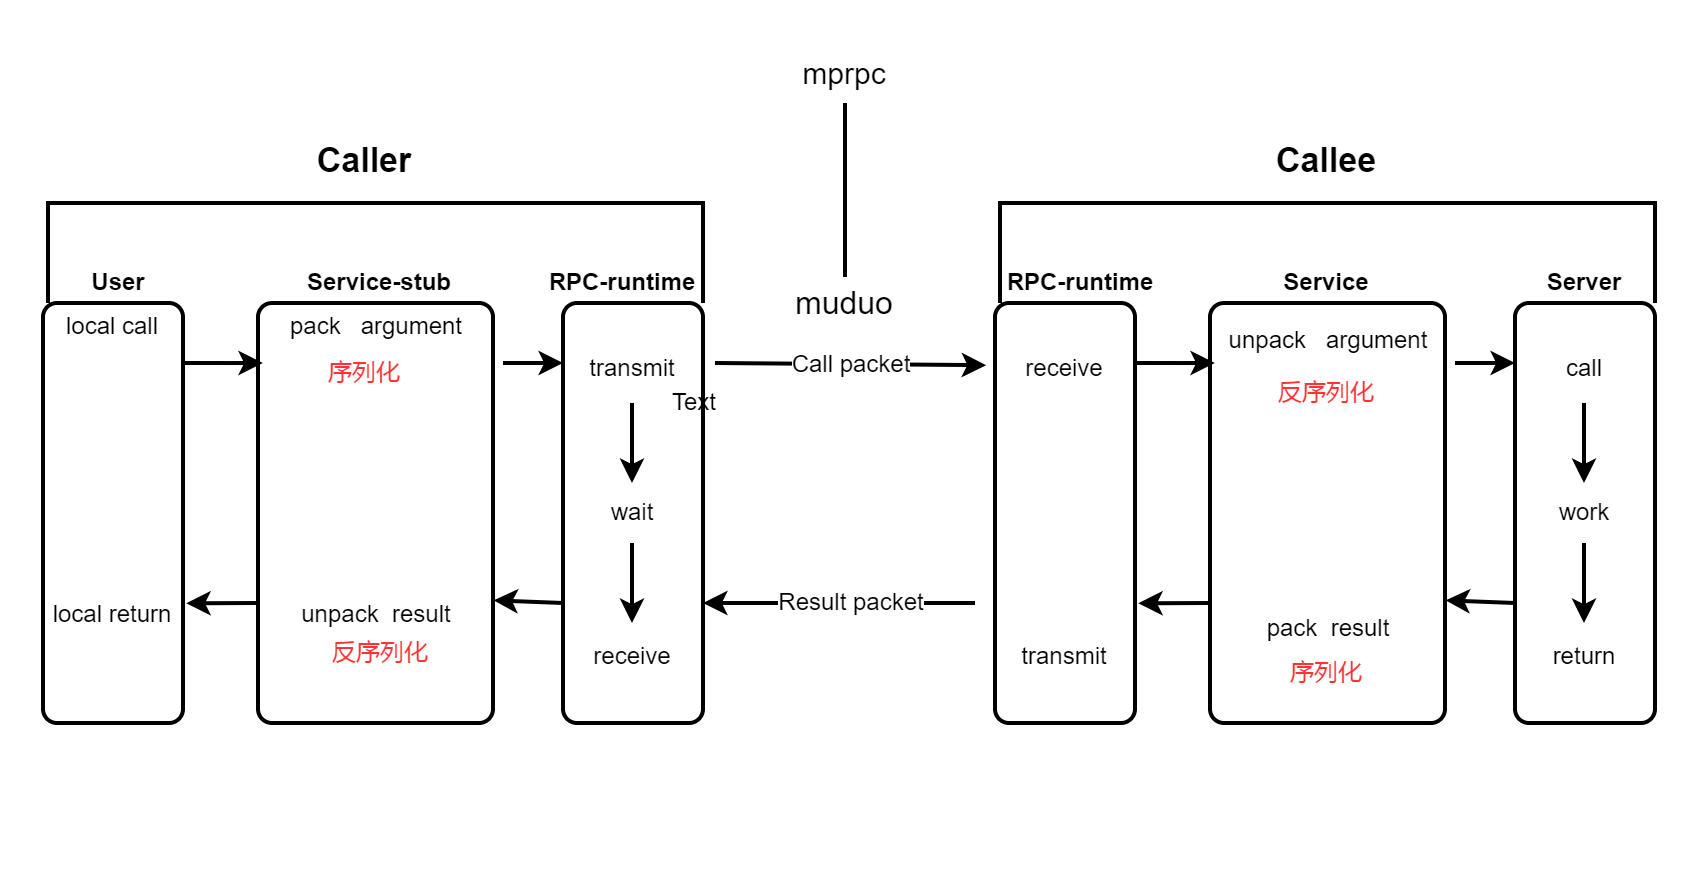 mprpc
Caller
Callee
User
Service-stub
RPC-runtime
muduo
RPC-runtime
Service
Server
local call
pack argument
序列化
transmit
Text
Call packet
receive
unpack argument
反序列化
call
wait
work
local return
unpack result
反序列化
receive
Result packet
transmit
pack result
序列化
return